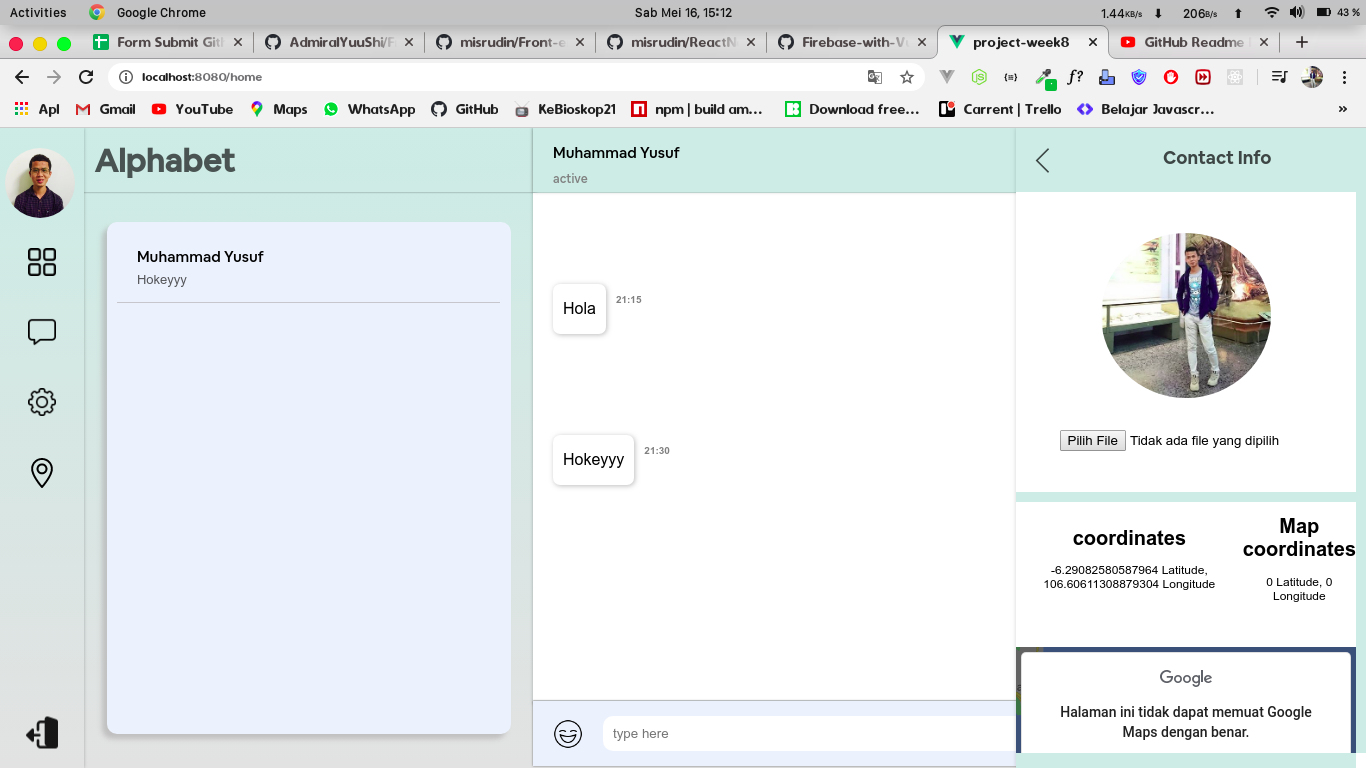 Activities
Google Chrome
Sab Mei 16, 15:12
1.44KB/s
206B/s
43 %
Form Submit Git
AdmiralYuuShi/F
misrudin/Front-e
misrudin/ReactN
Firebase-with-V
project-week8
GitHub Readme
localhost:8080/home
f?
Apl
Gmail
YouTube
Maps
WhatsApp
GitHub
KeBioskop21
npm | build am...
Download free...
Carrent | Trello
Belajar Javascr...
»
Alphabet
Muhammad Yusuf
Hokeyyy
Muhammad Yusuf
active
Hola
21:15
Hokeyyy
21:30
type here
Contact Info
Pilih File Tidak ada file yang dipilih
coordinates
-6.29082580587964 Latitude,
106.60611308879304 Longitude
Map
coordinates
0 Latitude, 0
Longitude
Google
Halaman ini tidak dapat memuat Google
Maps dengan benar.